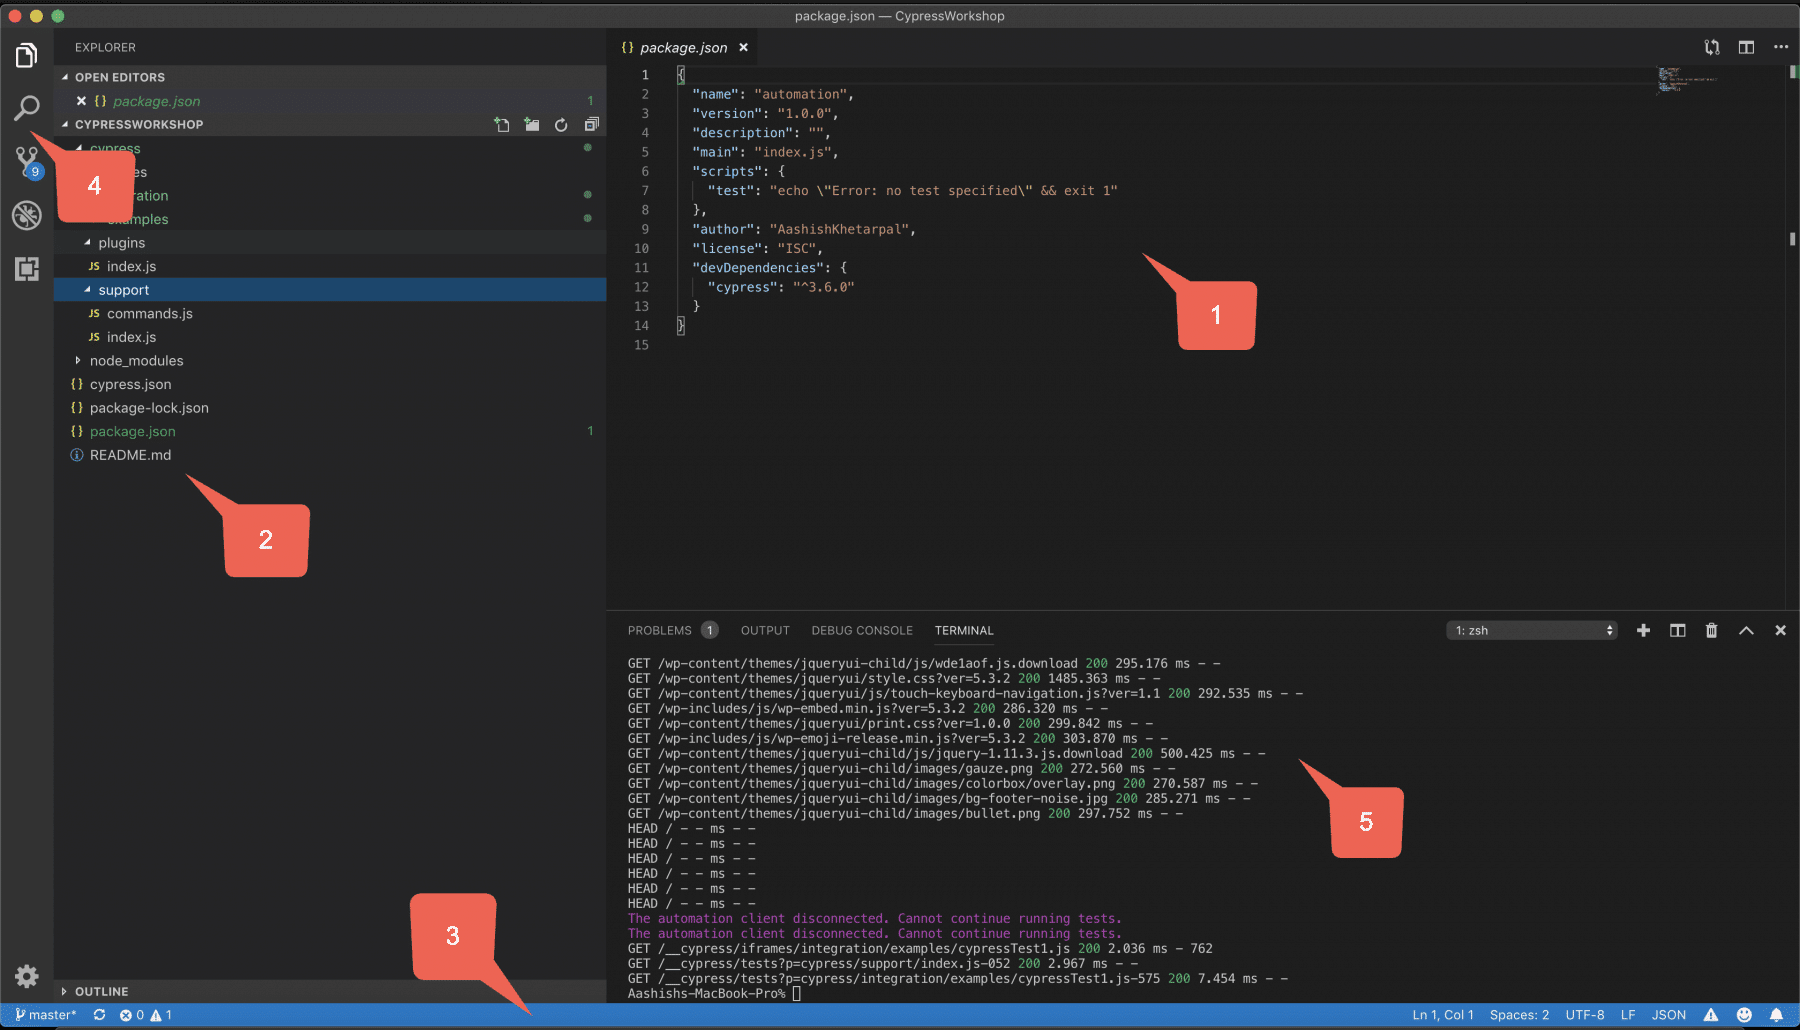 package.json — CypressWorkshop
EXPLORER
OPEN EDITORS
package.json 1
CYPRESSWORKSHOP
cypress
es
ration
examples
plugins
JS index.js
support
JS commands.js
JS index.js
node_modules
{} cypress.json
{} package-lock.json
{} package.json 1
README.md
OUTLINE
9
4
2
3
{} package.json
1 {
2 "name": "automation",
3 "version": "1.0.0",
4 "description": "",
5 "main": "index.js",
6 "scripts": {
7 "test": "echo \"Error: no test specified\" && exit 1"
8 },
9 "author": "AashishKhetarpal",
10 "license": "ISC",
11 "devDependencies": {
12 "cypress": "^3.6.0"
13 }
14 }
15
1
PROBLEMS 1 OUTPUT DEBUG CONSOLE TERMINAL 1: zsh
GET /wp-content/themes/jqueryui-child/js/wde1aof.js.download 200 295.176 ms - -
GET /wp-content/themes/jqueryui/style.css?ver=5.3.2 200 1485.363 ms - -
GET /wp-content/themes/jqueryui/js/touch-keyboard-navigation.js?ver=1.1 200 292.535 ms - -
GET /wp-includes/js/wp-embed.min.js?ver=5.3.2 200 286.320 ms - -
GET /wp-content/themes/jqueryui/print.css?ver=1.0.0 200 299.842 ms - -
GET /wp-includes/js/wp-emoji-release.min.js?ver=5.3.2 200 303.870 ms - -
GET /wp-content/themes/jqueryui-child/js/jquery-1.11.3.js.download 200 500.425 ms - -
GET /wp-content/themes/jqueryui-child/images/gauze.png 200 272.560 ms - -
GET /wp-content/themes/jqueryui-child/images/colorbox/overlay.png 200 270.587 ms - -
GET /wp-content/themes/jqueryui-child/images/bg-footer-noise.jpg 200 285.271 ms - -
GET /wp-content/themes/jqueryui-child/images/bullet.png 200 297.752 ms - -
HEAD / - - ms - -
HEAD / - - ms - -
HEAD / - - ms - -
HEAD / - - ms - -
HEAD / - - ms - -
HEAD / - - ms - -
The automation client disconnected. Cannot continue running tests.
The automation client disconnected. Cannot continue running tests.
GET /__cypress/iframes/integration/examples/cypressTest1.js 200 2.036 ms - 762
GET /__cypress/tests?p=cypress/support/index.js-052 200 2.967 ms - -
GET /__cypress/tests?p=cypress/integration/examples/cypressTest1.js-575 200 7.454 ms - -
Aashishs-MacBook-Pro%
5
master* 0 1 Ln 1, Col 1 Spaces: 2 UTF-8 LF JSON